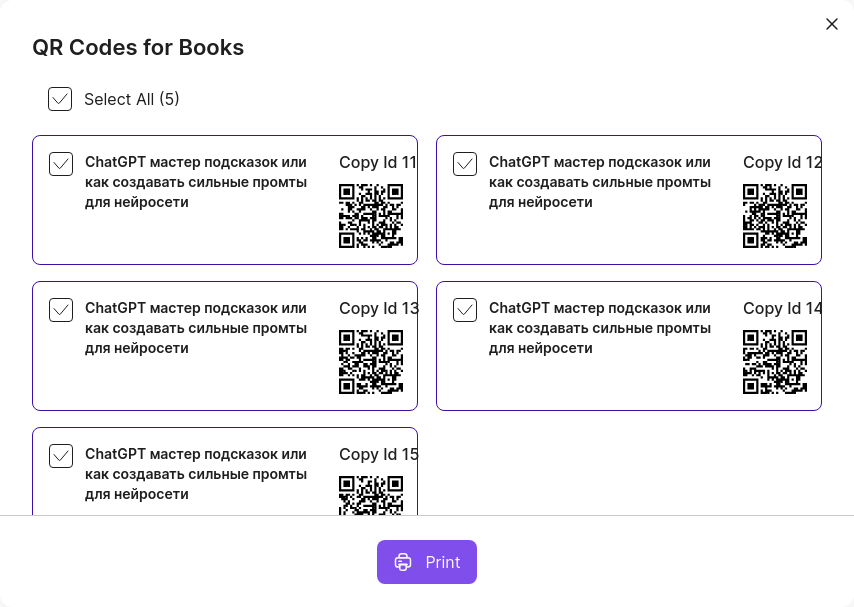 QR Codes for Books
Select All (5)
ChatGPT мастер подсказок или
как создавать сильные промты
для нейросети
Copy Id 11
ChatGPT мастер подсказок или
как создавать сильные промты
для нейросети
Copy Id 12
ChatGPT мастер подсказок или
как создавать сильные промты
для нейросети
Copy Id 13
ChatGPT мастер подсказок или
как создавать сильные промты
для нейросети
Copy Id 14
ChatGPT мастер подсказок или
как создавать сильные промты
для нейросети
Copy Id 15
Print